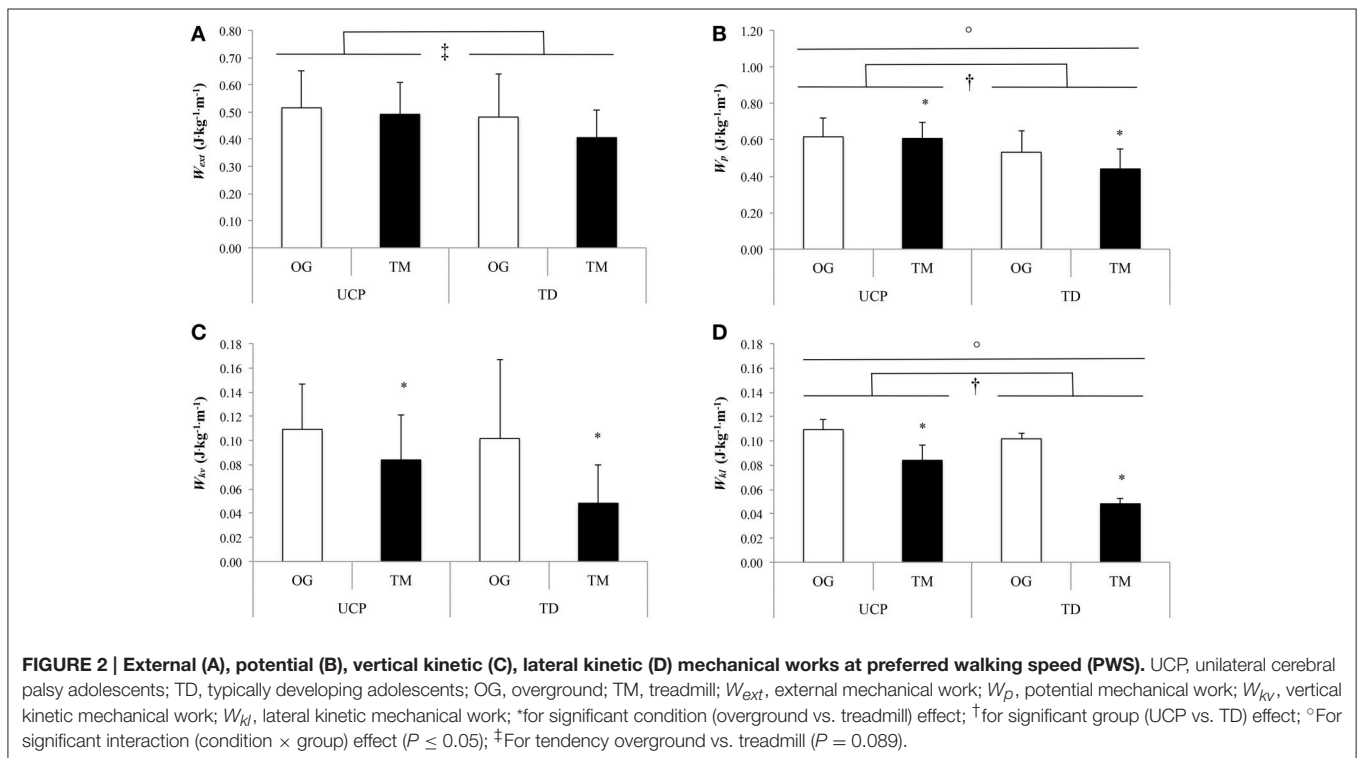 A
0.80
0.70
0.60
0.50
0.40
0.30
0.20
0.10
0.00
Wext (J·kg-1·m-1)
‡
OG TM OG TM
UCP TD
B
1.20
1.00
0.80
0.60
0.40
0.20
0.00
Wp (J·kg-1·m-1)
°
†
* *
OG TM OG TM
UCP TD
C
0.18
0.16
0.14
0.12
0.10
0.08
0.06
0.04
0.02
0.00
Wkv (J·kg-1·m-1)
* *
OG TM OG TM
UCP TD
D
0.18
0.16
0.14
0.12
0.10
0.08
0.06
0.04
0.02
0.00
Wkl (J·kg-1·m-1)
°
†
* *
OG TM OG TM
UCP TD
FIGURE 2 | External (A), potential (B), vertical kinetic (C), lateral kinetic (D) mechanical works at preferred walking speed (PWS). UCP, unilateral cerebral
palsy adolescents; TD, typically developing adolescents; OG, overground; TM, treadmill; Wext, external mechanical work; Wp, potential mechanical work; Wkv, vertical
kinetic mechanical work; Wkl, lateral kinetic mechanical work; *for significant condition (overground vs. treadmill) effect; †for significant group (UCP vs. TD) effect; °For
significant interaction (condition × group) effect (P ≤ 0.05); ‡For tendency overground vs. treadmill (P = 0.089).